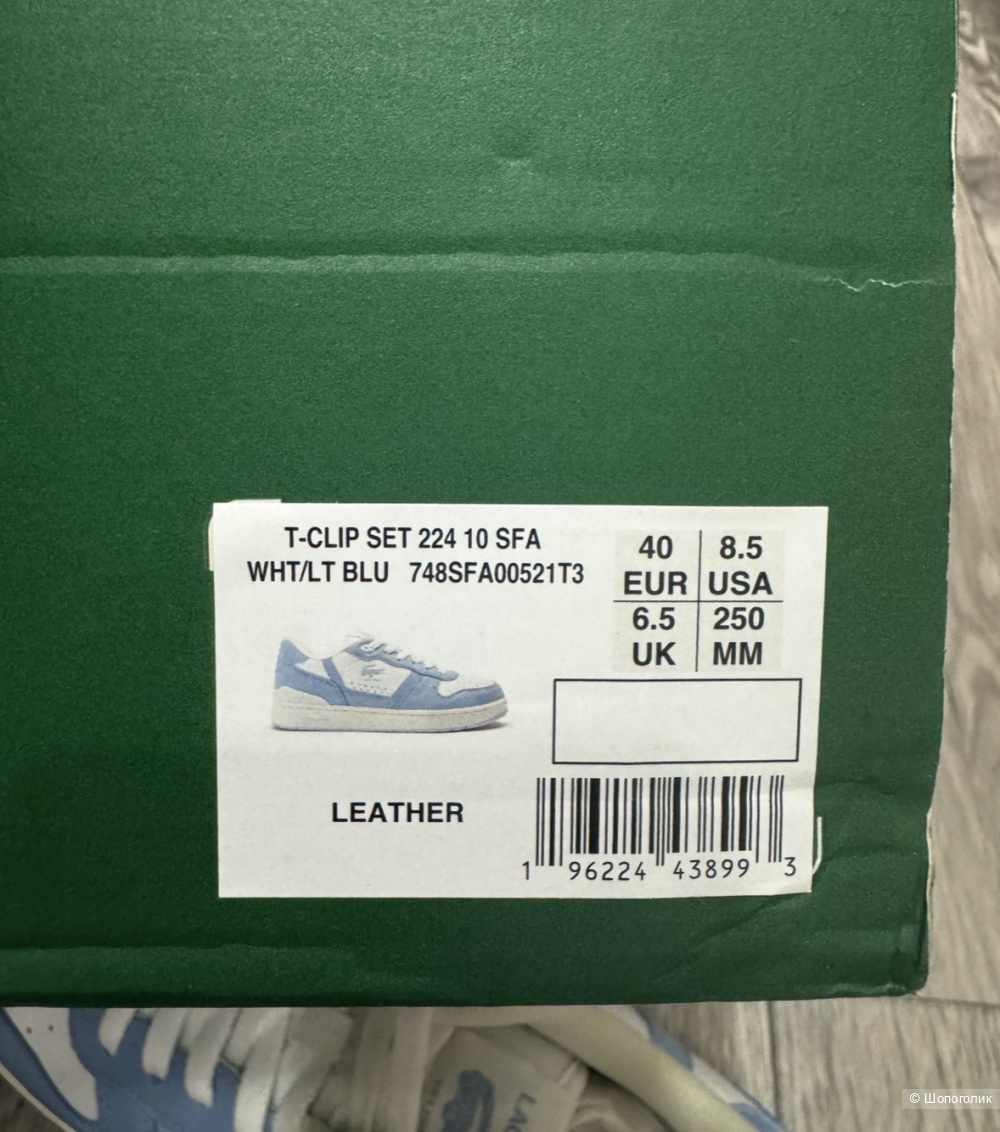 T-CLIP SET 224 10 SFA
WHT/LT BLU 748SFA00521T3
40 8.5
EUR USA
6.5 250
UK MM
LEATHER
1 96224 43899 3
© Шопоголик